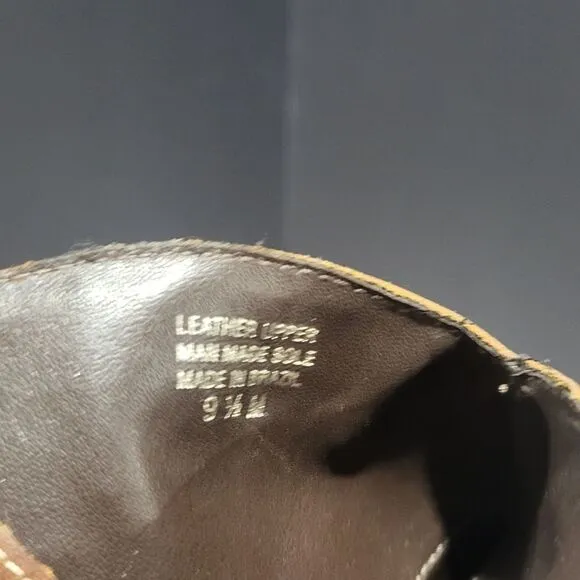 LEATHER UPPER
MAN MADE SOLE
MADE IN BRAZIL
9 ½ M